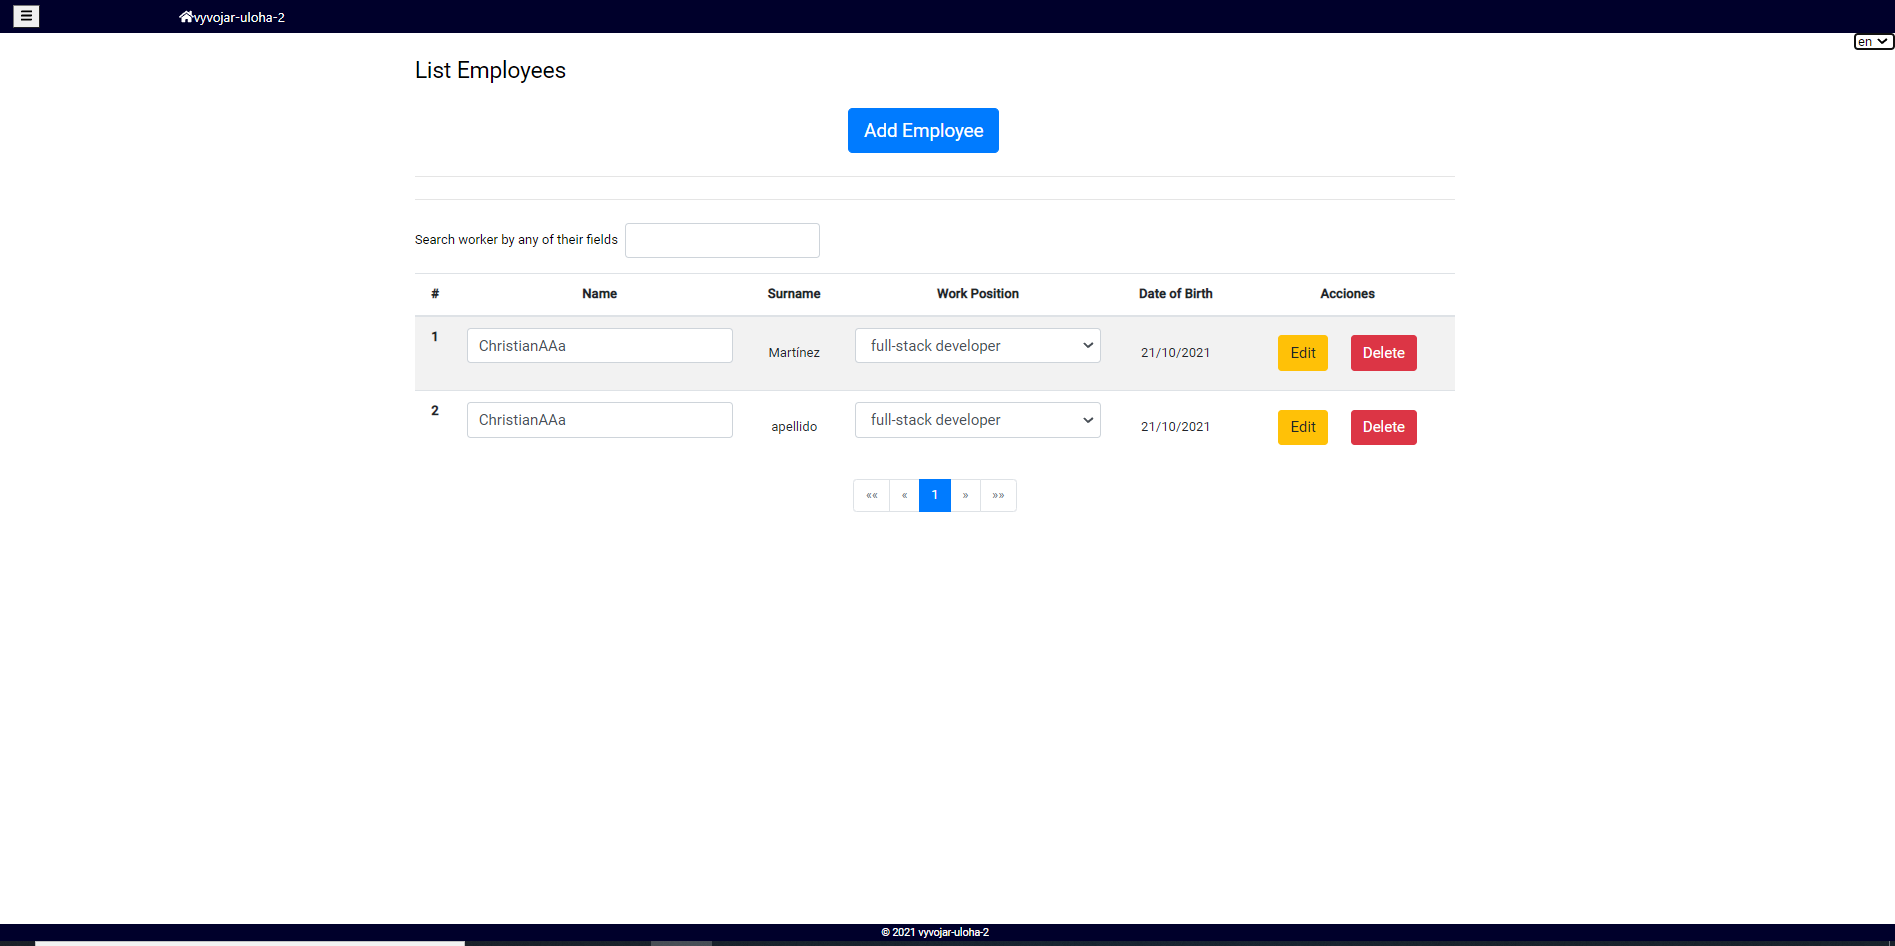 vyvojar-uloha-2
en
List Employees
Add Employee
Search worker by any of their fields
# Name Surname Work Position Date of Birth Acciones
1 ChristianAAa Martínez full-stack developer 21/10/2021 Edit Delete
2 ChristianAAa apellido full-stack developer 21/10/2021 Edit Delete
«« « 1 » »»
© 2021 vyvojar-uloha-2